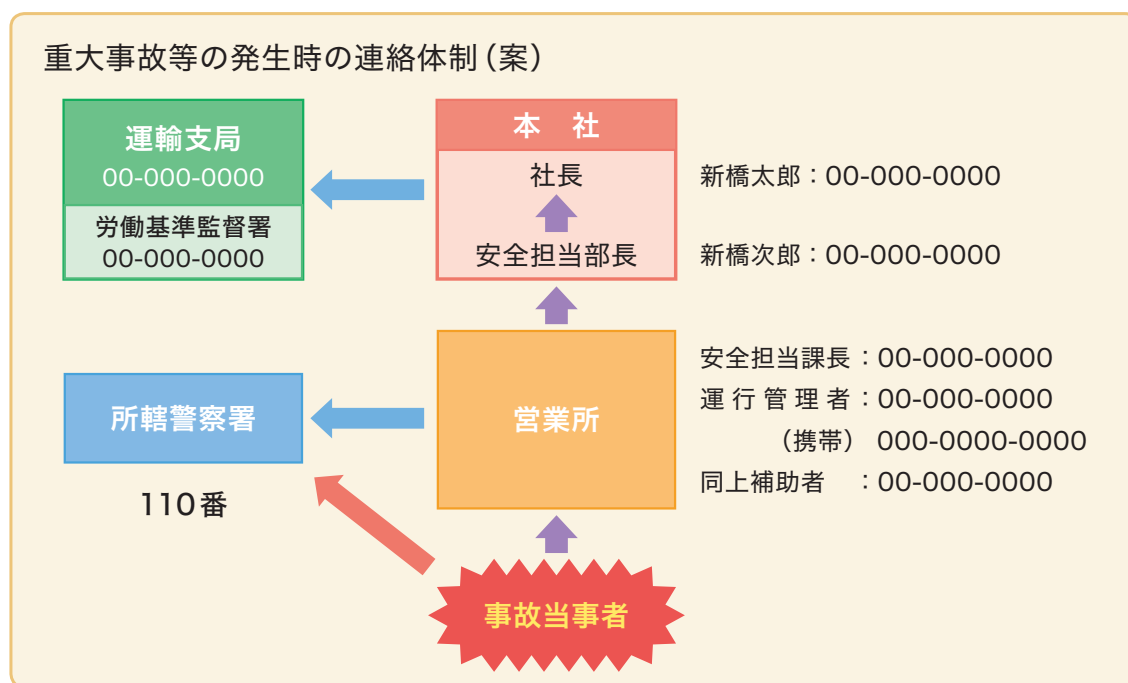 重大事故等の発生時の連絡体制(案)
運輸支局
00-000-0000
労働基準監督署
00-000-0000
本 社
社長
安全担当部長
新橋太郎：00-000-0000
新橋次郎：00-000-0000
所轄警察署
110番
営業所
安全担当課長：00-000-0000
運行管理者：00-000-0000
（携帯） 000-0000-0000
同上補助者 ：00-000-0000
事故当事者